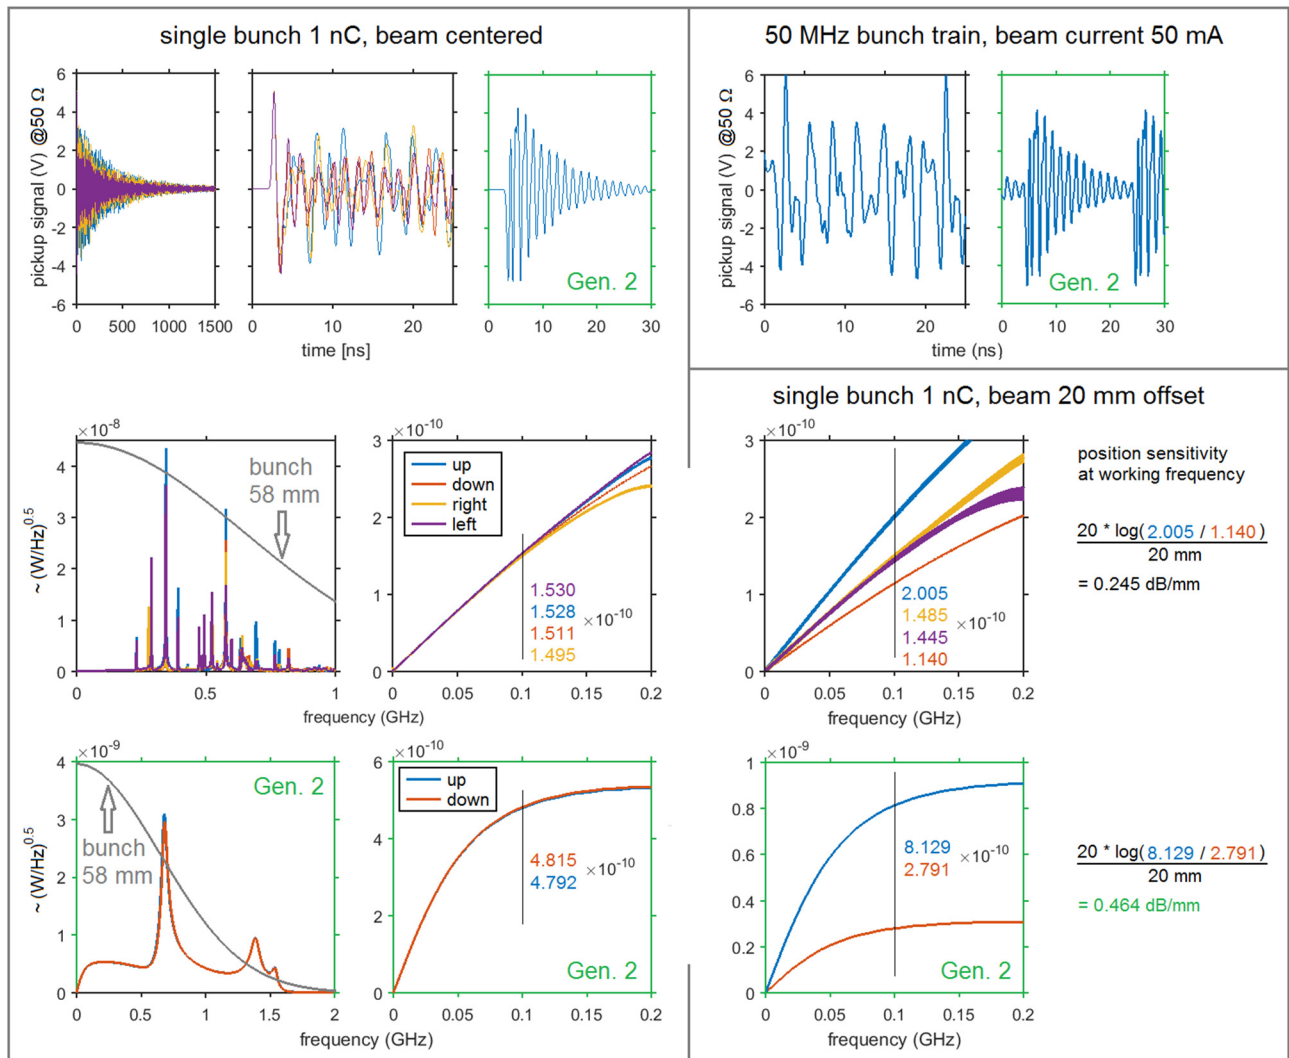 single bunch 1 nC, beam centered
50 MHz bunch train, beam current 50 mA
pickup signal (V) @50 Ω
6
4
2
0
-2
-4
-6
0 500 1000 1500
0 10 20
Gen. 2
0 10 20 30
time [ns]
pickup signal (V) @50 Ω
6
4
2
0
-2
-4
-6
0 10 20
Gen. 2
0 10 20 30
time (ns)
single bunch 1 nC, beam 20 mm offset
×10⁻⁸
~ (W/Hz)^0.5
4
3
2
1
0
bunch
58 mm
0 0.5 1
frequency (GHz)
×10⁻¹⁰
3
2
1
0
up
down
right
left
1.530
1.528
1.511
1.495
×10⁻¹⁰
0 0.05 0.1 0.15 0.2
frequency (GHz)
×10⁻¹⁰
3
2
1
0
2.005
1.485
1.445
1.140
×10⁻¹⁰
0 0.05 0.1 0.15 0.2
frequency (GHz)
position sensitivity
at working frequency
20 * log(2.005 / 1.140)
20 mm
= 0.245 dB/mm
×10⁻⁹
~ (W/Hz)^0.5
4
3
2
1
0
Gen. 2
bunch
58 mm
0 0.5 1 1.5 2
frequency (GHz)
×10⁻¹⁰
6
4
2
0
up
down
4.815
4.792
×10⁻¹⁰
Gen. 2
0 0.05 0.1 0.15 0.2
frequency (GHz)
×10⁻⁹
1
0.8
0.6
0.4
0.2
0
8.129
2.791
×10⁻¹⁰
Gen. 2
0 0.05 0.1 0.15 0.2
frequency (GHz)
20 * log(8.129 / 2.791)
20 mm
= 0.464 dB/mm